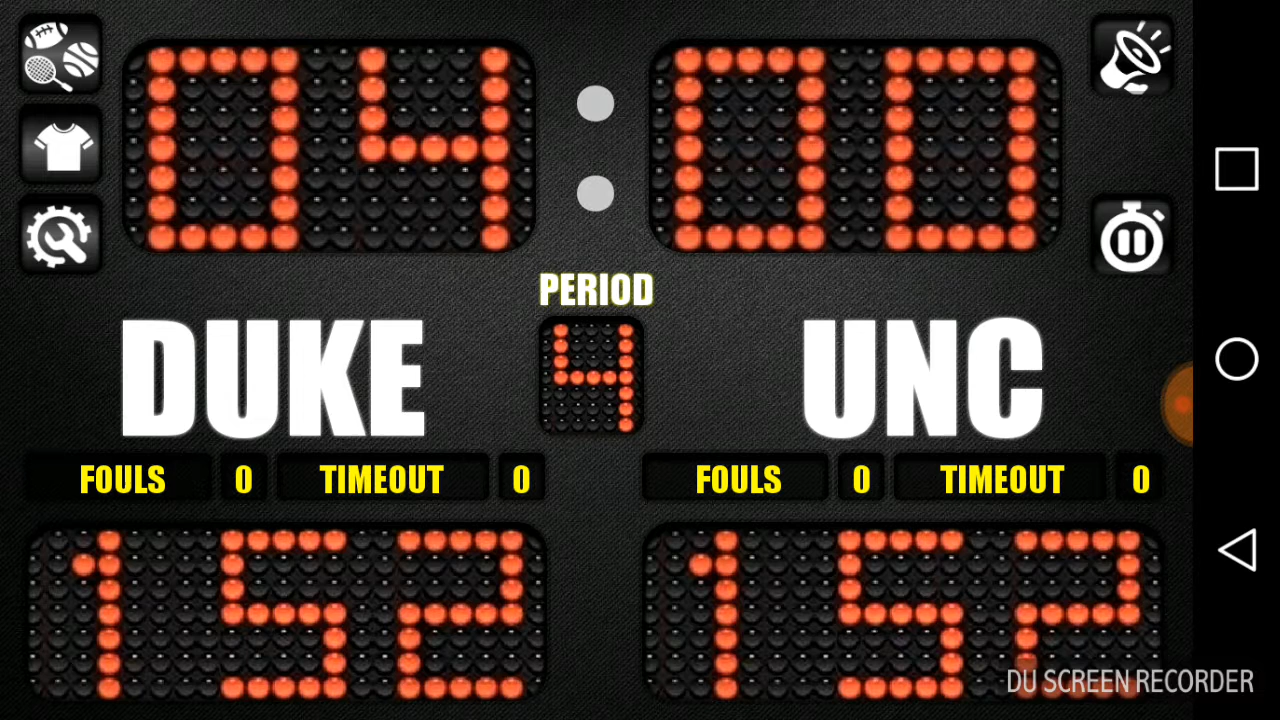 04:00
PERIOD
DUKE 4 UNC
FOULS 0 TIMEOUT 0 FOULS 0 TIMEOUT 0
152 152
DU SCREEN RECORDER